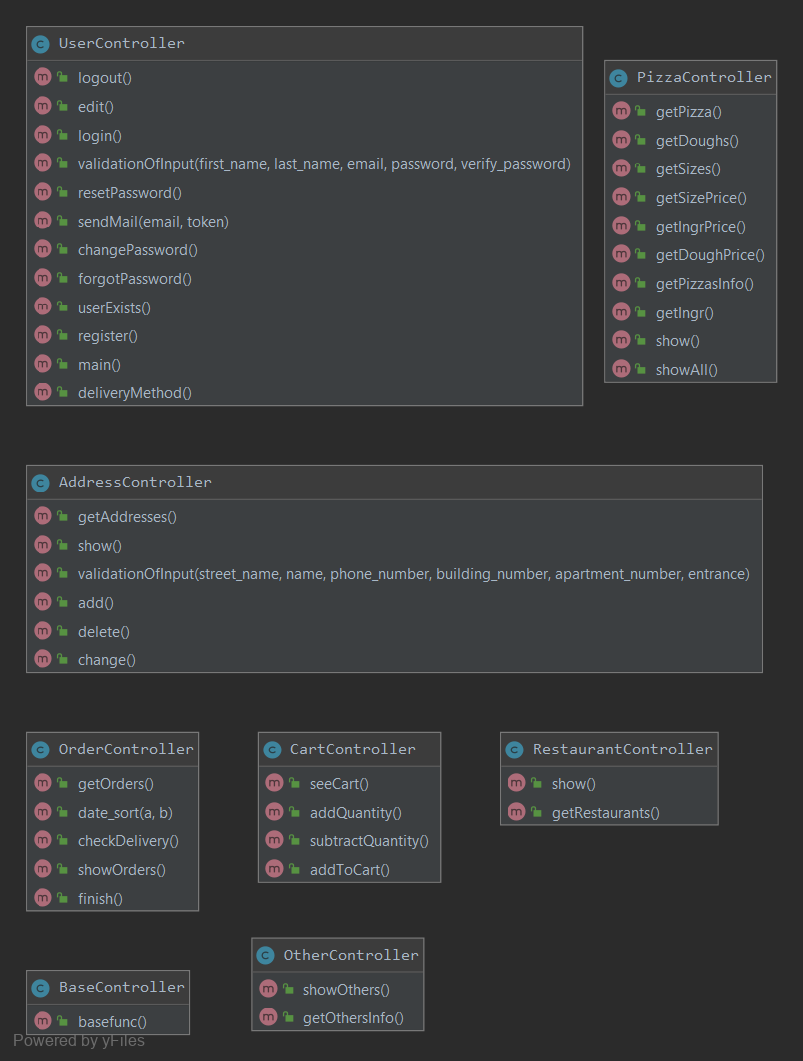 UserController
logout()
edit()
login()
validationOfInput(first_name, last_name, email, password, verify_password)
resetPassword()
sendMail(email, token)
changePassword()
forgotPassword()
userExists()
register()
main()
deliveryMethod()
PizzaController
getPizza()
getDoughs()
getSizes()
getSizePrice()
getIngrPrice()
getDoughPrice()
getPizzasInfo()
getIngr()
show()
showAll()
AddressController
getAddresses()
show()
validationOfInput(street_name, name, phone_number, building_number, apartment_number, entrance)
add()
delete()
change()
OrderController
getOrders()
date_sort(a, b)
checkDelivery()
showOrders()
finish()
CartController
seeCart()
addQuantity()
subtractQuantity()
addToCart()
RestaurantController
show()
getRestaurants()
BaseController
basefunc()
OtherController
showOthers()
getOthersInfo()
Powered by yFiles